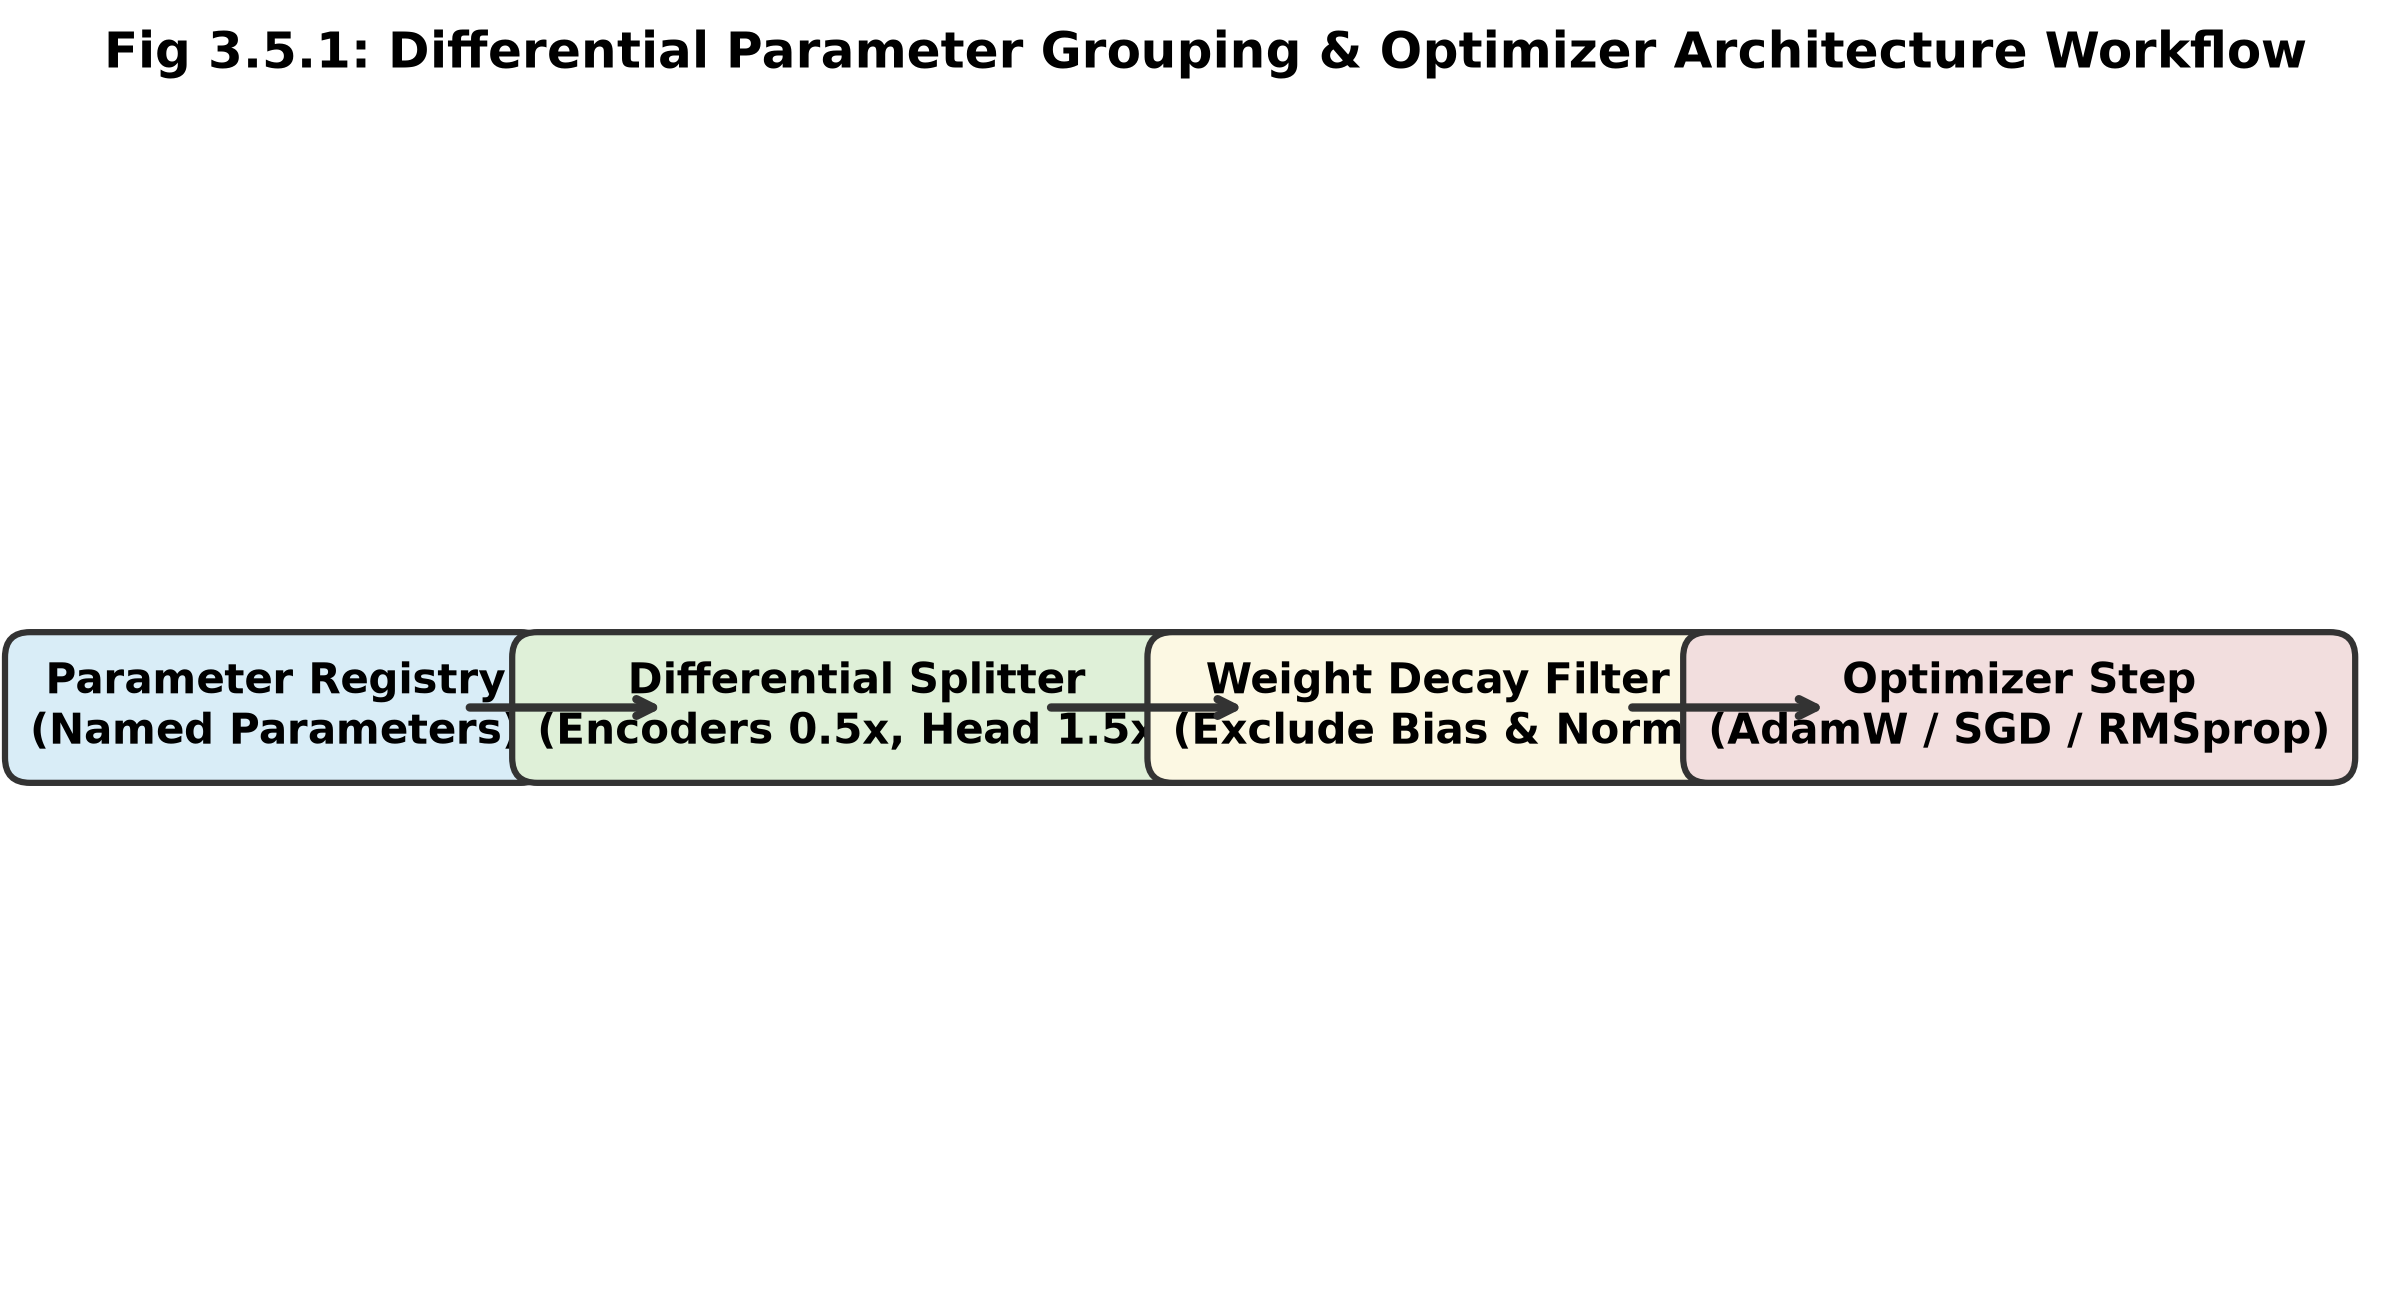 Fig 3.5.1: Differential Parameter Grouping & Optimizer Architecture Workflow
Parameter Registry
(Named Parameters)
Differential Splitter
(Encoders 0.5x, Head 1.5x
Weight Decay Filter
(Exclude Bias & Norm
Optimizer Step
(AdamW / SGD / RMSprop)